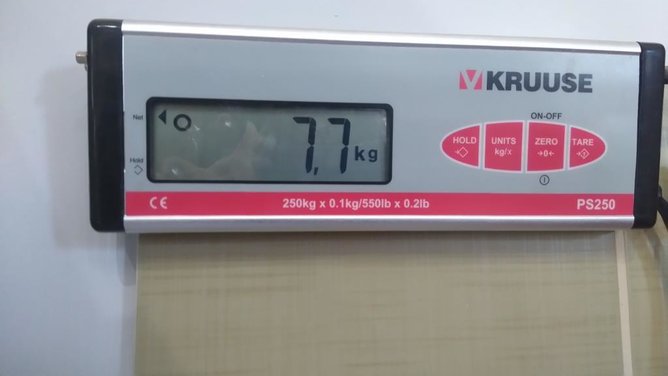 KRUUSE
ON-OFF
Net
Hold
7,7 kg
HOLD
UNITS
kg/x
ZERO
→0←
TARE
CE
250kg x 0.1kg/550lb x 0.2lb
PS250